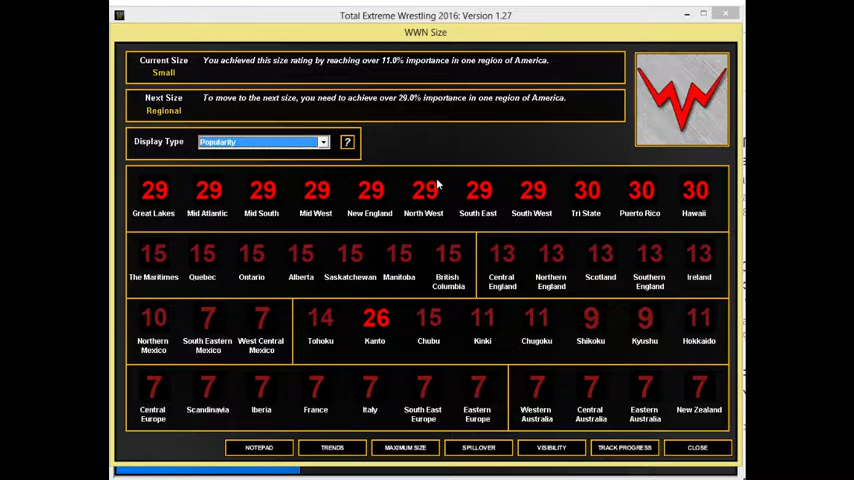 Total Extreme Wrestling 2016: Version 1.27
WWN Size
Current Size
Small
You achieved this size rating by reaching over 11.0% importance in one region of America.
Next Size
Regional
To move to the next size, you need to achieve over 29.0% importance in one region of America.
Display Type
Popularity
?
29 29 29 29 29 29 29 29 30 30 30
Great Lakes Mid Atlantic Mid South Mid West New England North West South East South West Tri State Puerto Rico Hawaii
15 15 15 15 15 15 15 13 13 13 13 13
The Maritimes Quebec Ontario Alberta Saskatchewan Manitoba British Columbia Central England Northern England Scotland Southern England Ireland
10 7 7 14 26 15 11 11 9 9 11
Northern Mexico South Eastern Mexico West Central Mexico Tohoku Kanto Chubu Kinki Chugoku Shikoku Kyushu Hokkaido
7 7 7 7 7 7 7 7 7 7 7
Central Europe Scandinavia Iberia France Italy South East Europe Eastern Europe Western Australia Central Australia Eastern Australia New Zealand
NOTEPAD TRENDS MAXIMUM SIZE SPILLOVER VISIBILITY TRACK PROGRESS CLOSE